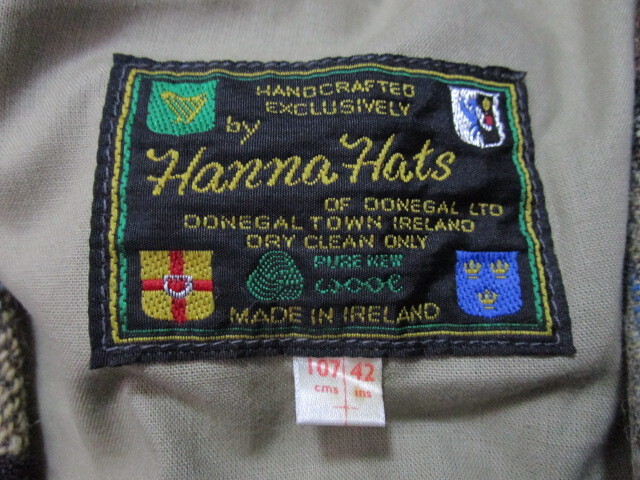 HANDCRAFTED
EXCLUSIVELY
by
Hanna Hats
OF DONEGAL LTD
DONEGAL TOWN IRELAND
DRY CLEAN ONLY
PURE NEW
WOOL
MADE IN IRELAND
107 42
cms ins